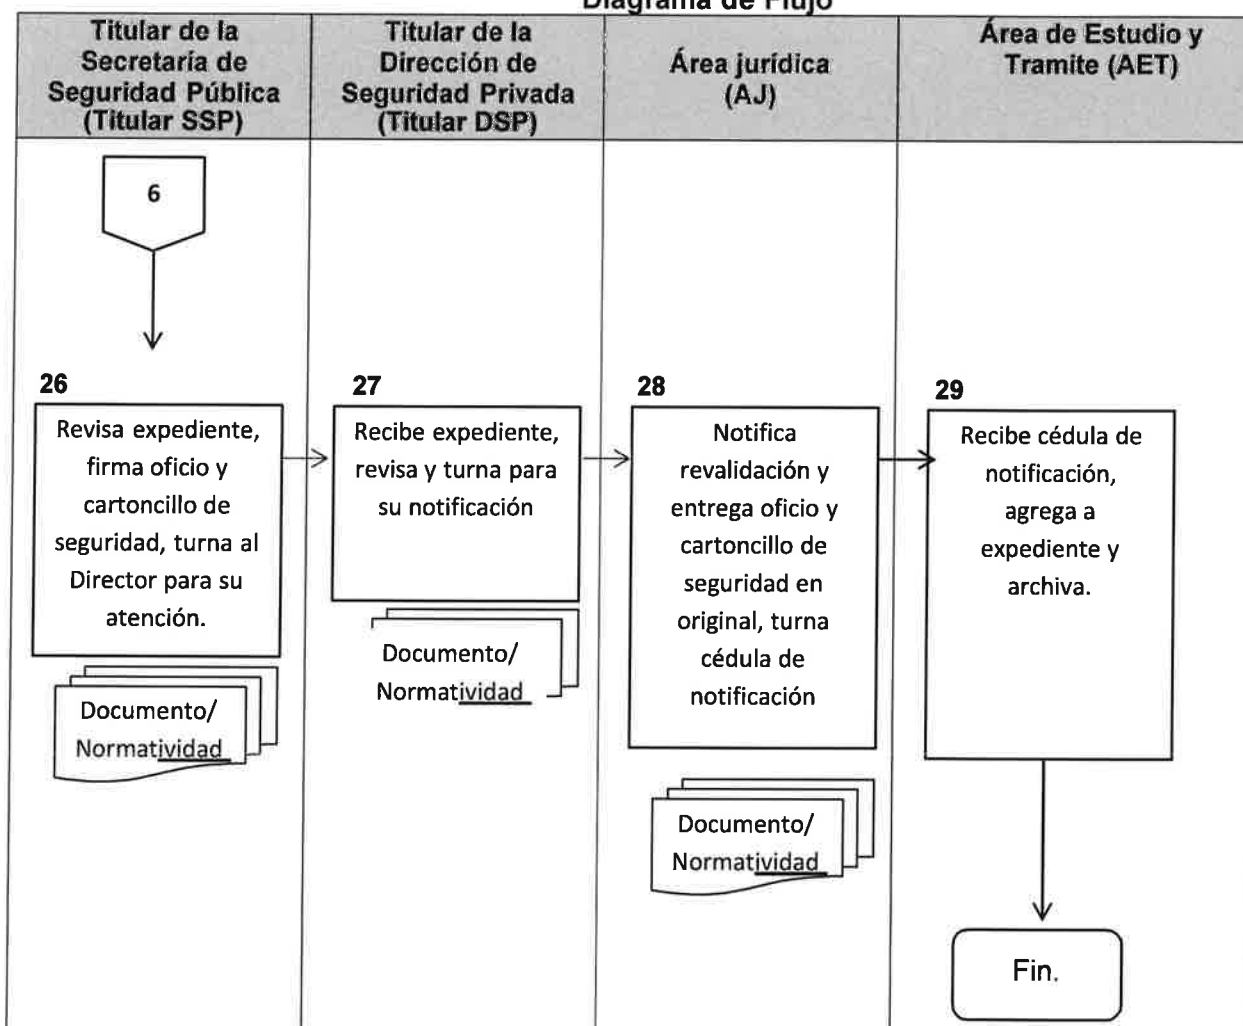 Diagrama de Flujo
Titular de la
Secretaría de
Seguridad Pública
(Titular SSP)
Titular de la
Dirección de
Seguridad Privada
(Titular DSP)
Área jurídica
(AJ)
Área de Estudio y
Tramite (AET)
6
26
Revisa expediente,
firma oficio y
cartoncillo de
seguridad, turna al
Director para su
atención.
Documento/
Normatividad
27
Recibe expediente,
revisa y turna para
su notificación
Documento/
Normatividad
28
Notifica
revalidación y
entrega oficio y
cartoncillo de
seguridad en
original, turna
cédula de
notificación
Documento/
Normatividad
29
Recibe cédula de
notificación,
agrega a
expediente y
archiva.
Fin.